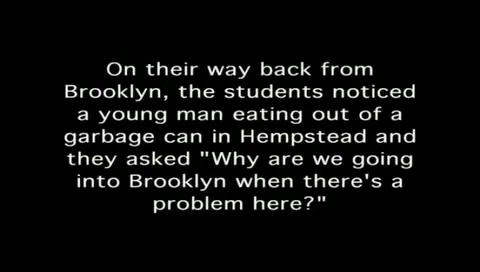 On their way back from
Brooklyn, the students noticed
a young man eating out of a
garbage can in Hempstead and
they asked "Why are we going
into Brooklyn when there's a
problem here?"